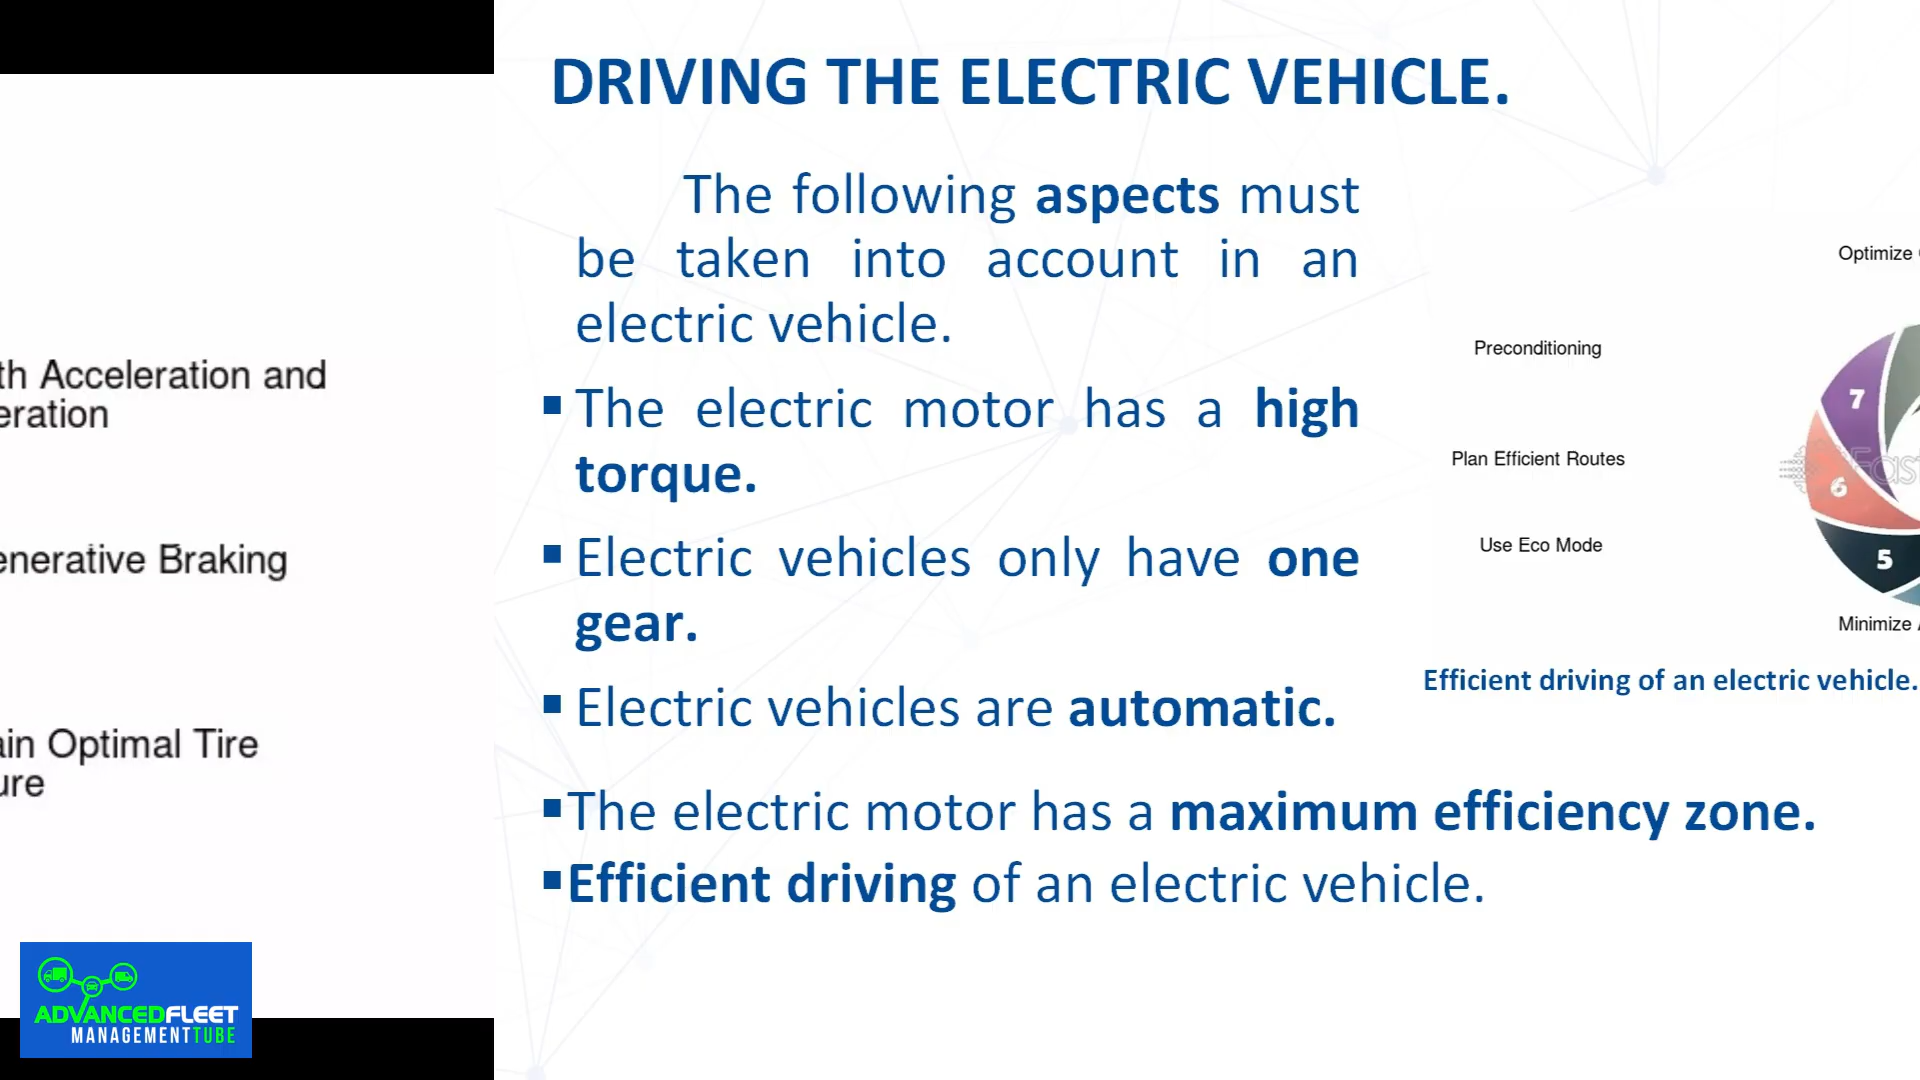 th Acceleration and
eration
enerative Braking
ain Optimal Tire
ure
ADVANCEDFLEET
MANAGEMENTTUBE
DRIVING THE ELECTRIC VEHICLE.
The following aspects must
be taken into account in an
electric vehicle.
▪The electric motor has a high
torque.
▪Electric vehicles only have one
gear.
▪Electric vehicles are automatic.
▪The electric motor has a maximum efficiency zone.
▪Efficient driving of an electric vehicle.
Optimize
Preconditioning
7
Plan Efficient Routes
6
Use Eco Mode
5
Minimize
Efficient driving of an electric vehicle.